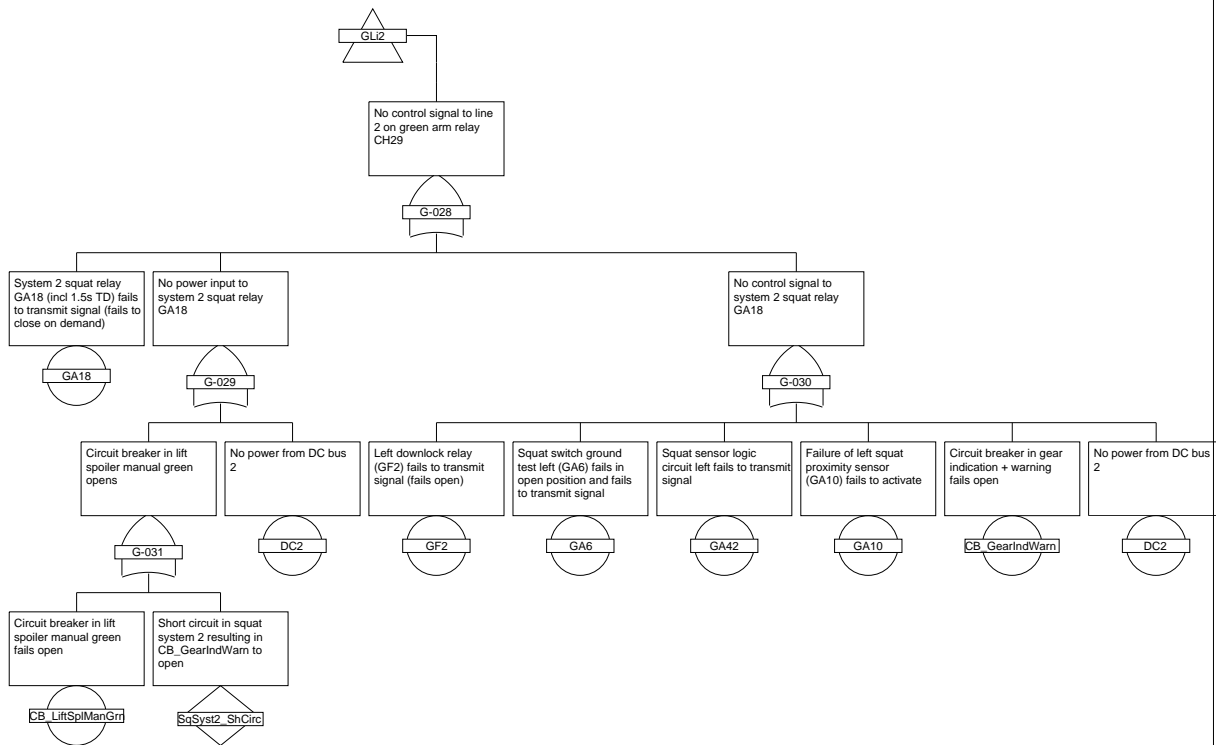 GLi2
No control signal to line
2 on green arm relay
CH29
G-028
System 2 squat relay
GA18 (incl 1.5s TD) fails
to transmit signal (fails to
close on demand)
GA18
No power input to
system 2 squat relay
GA18
G-029
No control signal to
system 2 squat relay
GA18
G-030
Circuit breaker in lift
spoiler manual green
opens
G-031
No power from DC bus
2
DC2
Left downlock relay
(GF2) fails to transmit
signal (fails open)
GF2
Squat switch ground
test left (GA6) fails in
open position and fails
to transmit signal
GA6
Squat sensor logic
circuit left fails to transmit
signal
GA42
Failure of left squat
proximity sensor
(GA10) fails to activate
GA10
Circuit breaker in gear
indication + warning
fails open
CB_GearIndWarn
No power from DC bus
2
DC2
Circuit breaker in lift
spoiler manual green
fails open
CB_LiftSplManGrn
Short circuit in squat
system 2 resulting in
CB_GearIndWarn to
open
SqSyst2_ShCirc